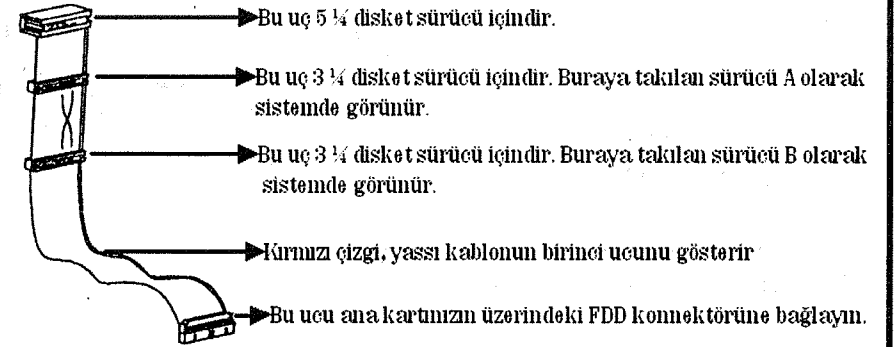 Bu uç 5 ¼ disket sürücü içindir.
Bu uç 3 ¼ disket sürücü içindir. Buraya takılan sürücü A olarak
sistemde görünür.
Bu uç 3 ¼ disket sürücü içindir. Buraya takılan sürücü B olarak
sistemde görünür.
Kırmızı çizgi, yassı kablonun birinci ucunu gösterir
Bu ucu ana kartınızın üzerindeki FDD konnektörüne bağlayın.